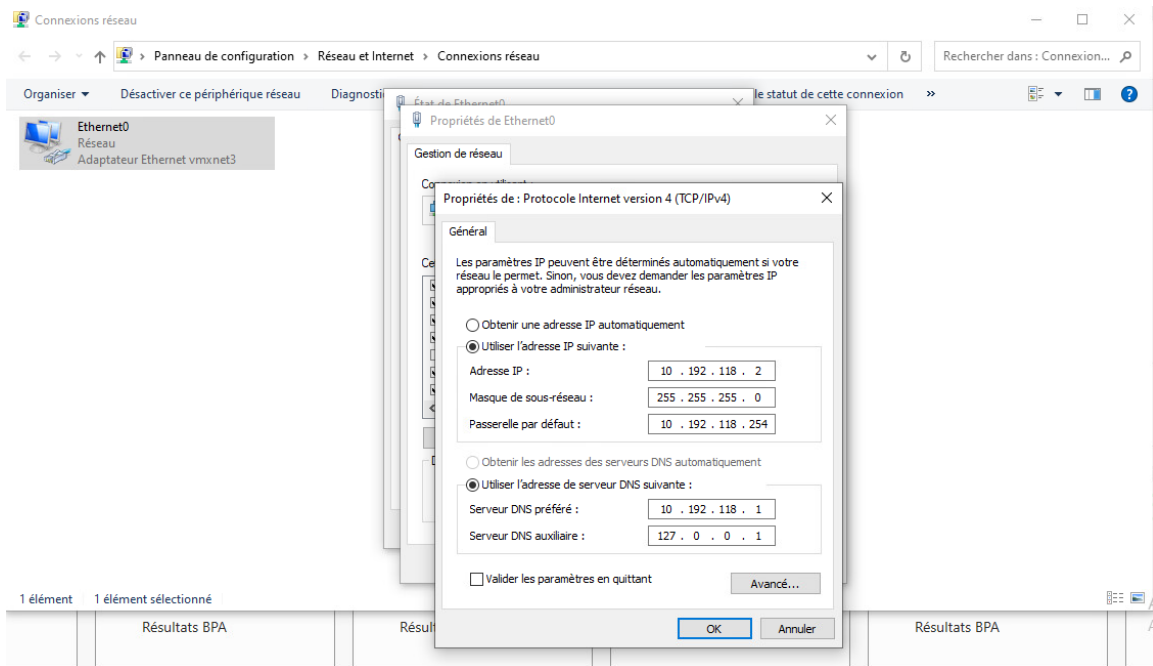 Connexions réseau
Panneau de configuration > Réseau et Internet > Connexions réseau
Rechercher dans : Connexion...
Organiser
Désactiver ce périphérique réseau
le statut de cette connexion
»
Ethernet0
Réseau
Adaptateur Ethernet vmxnet3
État de Ethernet0
Propriétés de Ethernet0
Gestion de réseau
Propriétés de : Protocole Internet version 4 (TCP/IPv4)
Général
Les paramètres IP peuvent être déterminés automatiquement si votre
réseau le permet. Sinon, vous devez demander les paramètres IP
appropriés à votre administrateur réseau.
Obtenir une adresse IP automatiquement
Utiliser l'adresse IP suivante :
Adresse IP :
10 . 192 . 118 . 2
Masque de sous-réseau :
255 . 255 . 255 . 0
Passerelle par défaut :
10 . 192 . 118 . 254
Obtenir les adresses des serveurs DNS automatiquement
Utiliser l'adresse de serveur DNS suivante :
Serveur DNS préféré :
10 . 192 . 118 . 1
Serveur DNS auxiliaire :
127 . 0 . 0 . 1
Valider les paramètres en quittant
Avancé...
OK
Annuler
1 élément
1 élément sélectionné
Résultats BPA
Résultats BPA